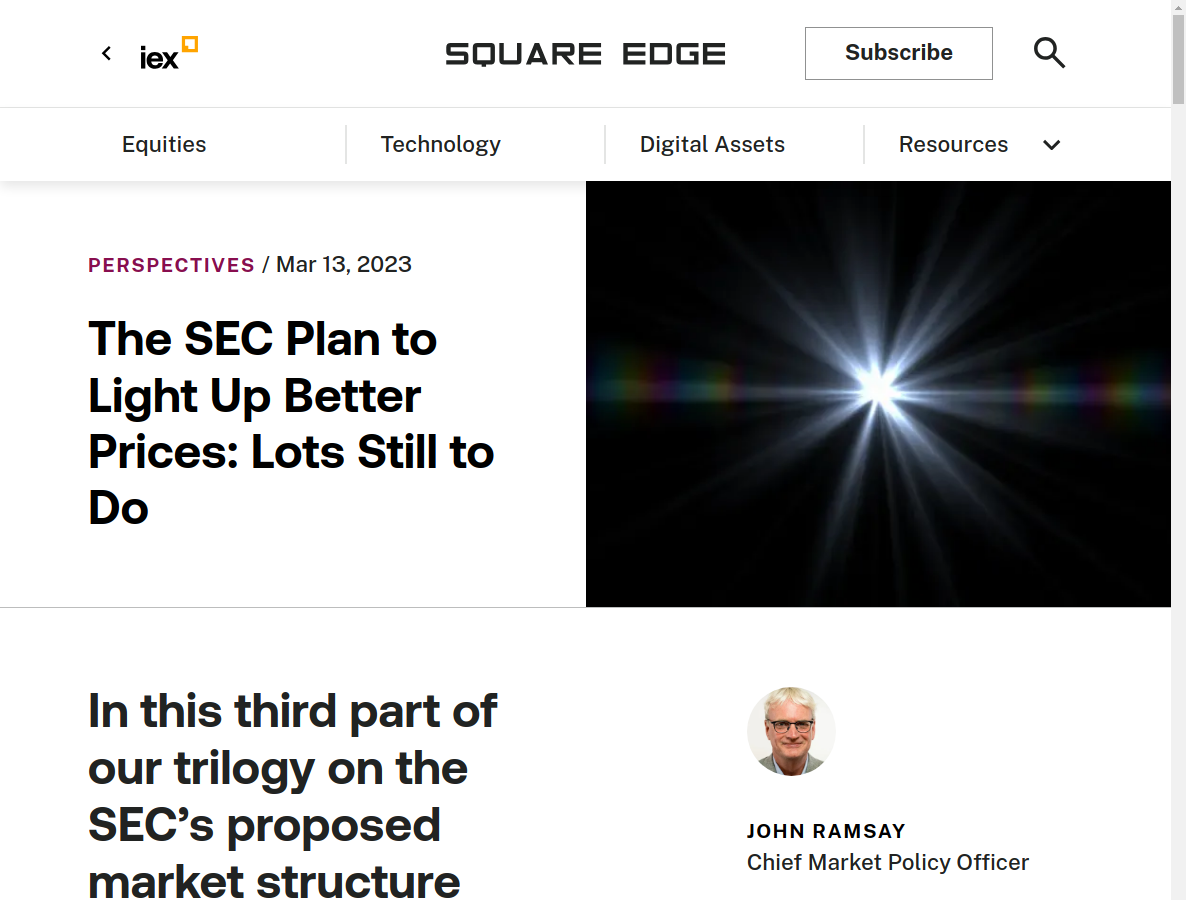 iex
SQUARE EDGE
Subscribe
Equities
Technology
Digital Assets
Resources
PERSPECTIVES / Mar 13, 2023
The SEC Plan to
Light Up Better
Prices: Lots Still to
Do
In this third part of
our trilogy on the
SEC’s proposed
market structure
JOHN RAMSAY
Chief Market Policy Officer